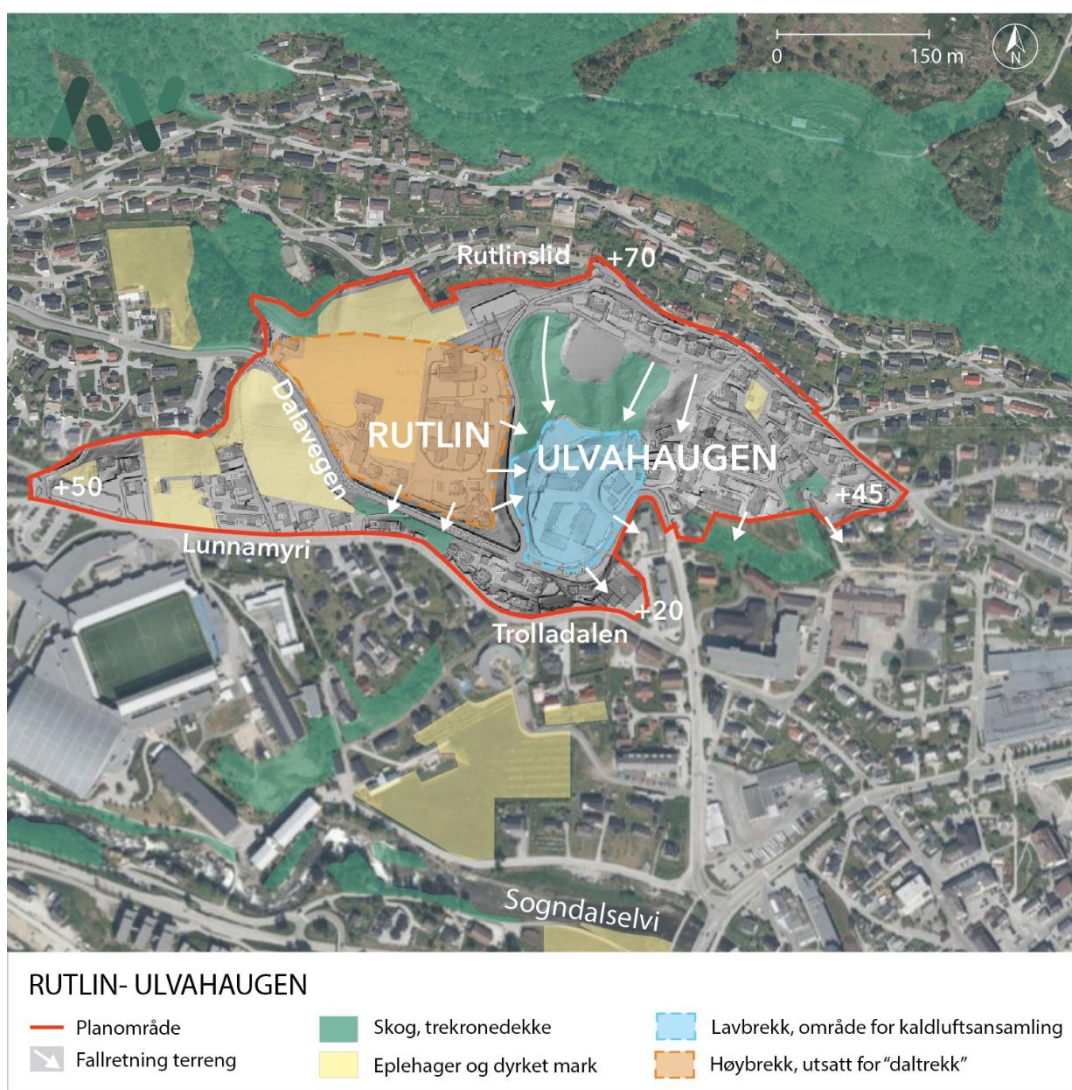 0 150 m
N
Rutlinslid
+70
Dalavegen
RUTLIN
ULVAHAUGEN
+50
+45
Lunnamyri
+20
Trolladalen
Sogndalselvi
RUTLIN- ULVAHAUGEN
Planområde
Fallretning terreng
Skog, trekronedekke
Eplehager og dyrket mark
Lavbrekk, område for kaldluftsansamling
Høybrekk, utsatt for "daltrekk"